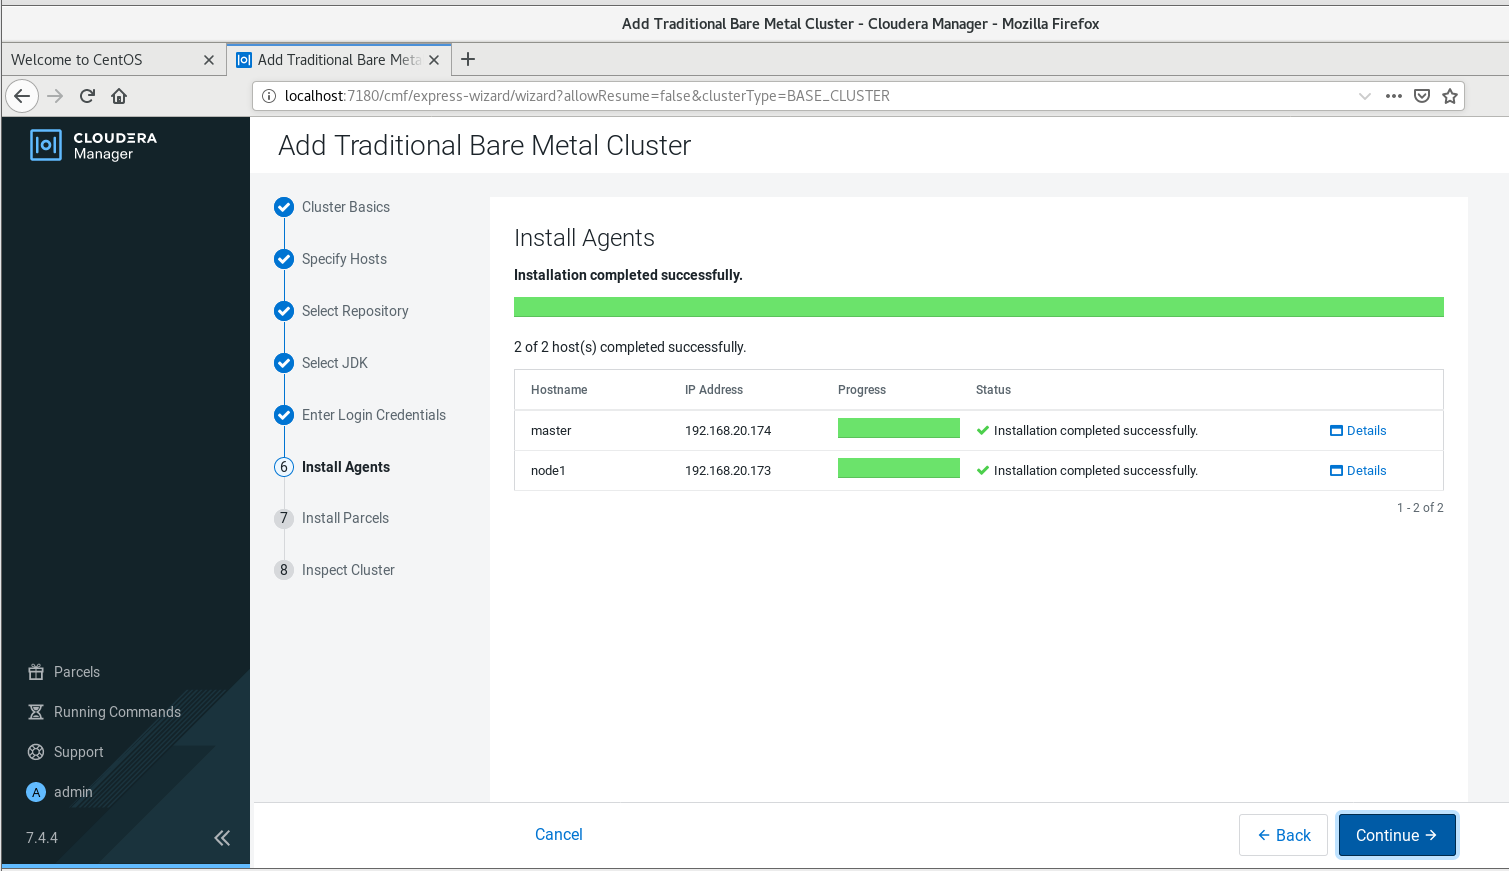 Add Traditional Bare Metal Cluster - Cloudera Manager - Mozilla Firefox
Welcome to CentOS
Add Traditional Bare Meta
localhost:7180/cmf/express-wizard/wizard?allowResume=false&clusterType=BASE_CLUSTER
CLOUDERA
Manager
Add Traditional Bare Metal Cluster
Cluster Basics
Specify Hosts
Select Repository
Select JDK
Enter Login Credentials
6 Install Agents
7 Install Parcels
8 Inspect Cluster
Install Agents
Installation completed successfully.
2 of 2 host(s) completed successfully.
Hostname IP Address Progress Status
master 192.168.20.174 Installation completed successfully. Details
node1 192.168.20.173 Installation completed successfully. Details
1 - 2 of 2
Parcels
Running Commands
Support
A admin
7.4.4
Cancel
Back
Continue